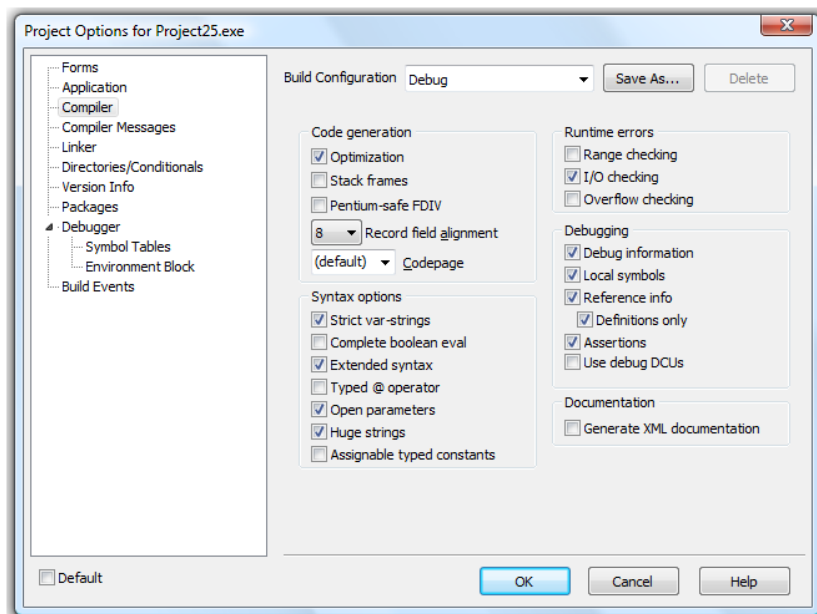 Project Options for Project25.exe
Forms
Application
Compiler
Compiler Messages
Linker
Directories/Conditionals
Version Info
Packages
Debugger
Symbol Tables
Environment Block
Build Events
Build Configuration Debug Save As... Delete
Code generation
Optimization
Stack frames
Pentium-safe FDIV
8 Record field alignment
(default) Codepage
Syntax options
Strict var-strings
Complete boolean eval
Extended syntax
Typed @ operator
Open parameters
Huge strings
Assignable typed constants
Runtime errors
Range checking
I/O checking
Overflow checking
Debugging
Debug information
Local symbols
Reference info
Definitions only
Assertions
Use debug DCUs
Documentation
Generate XML documentation
Default
OK Cancel Help